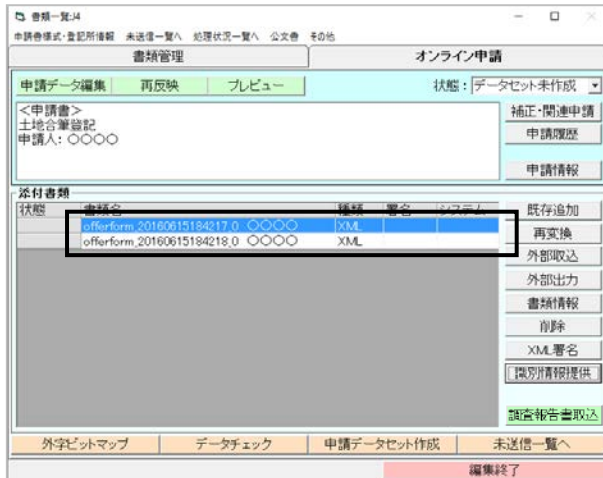 書類一覧:J4
申請書様式・登記所情報 未送信一覧へ 処理状況一覧へ 公文書 その他
書類管理 オンライン申請
申請データ編集 再反映 プレビュー 状態: データセット未作成
<申請書>
土地合筆登記
申請人: 〇〇〇〇
補正・関連申請
申請履歴
申請情報
添付書類
状態 書類名 種類 署名 システム
offerform_20160615184217_0 〇〇〇〇 XML
offerform_20160615184218_0 〇〇〇〇 XML
既存追加
再変換
外部取込
外部出力
書類情報
削除
XML署名
識別情報提供
調査報告書取込
外字ビットマップ データチェック 申請データセット作成 未送信一覧へ
編集終了